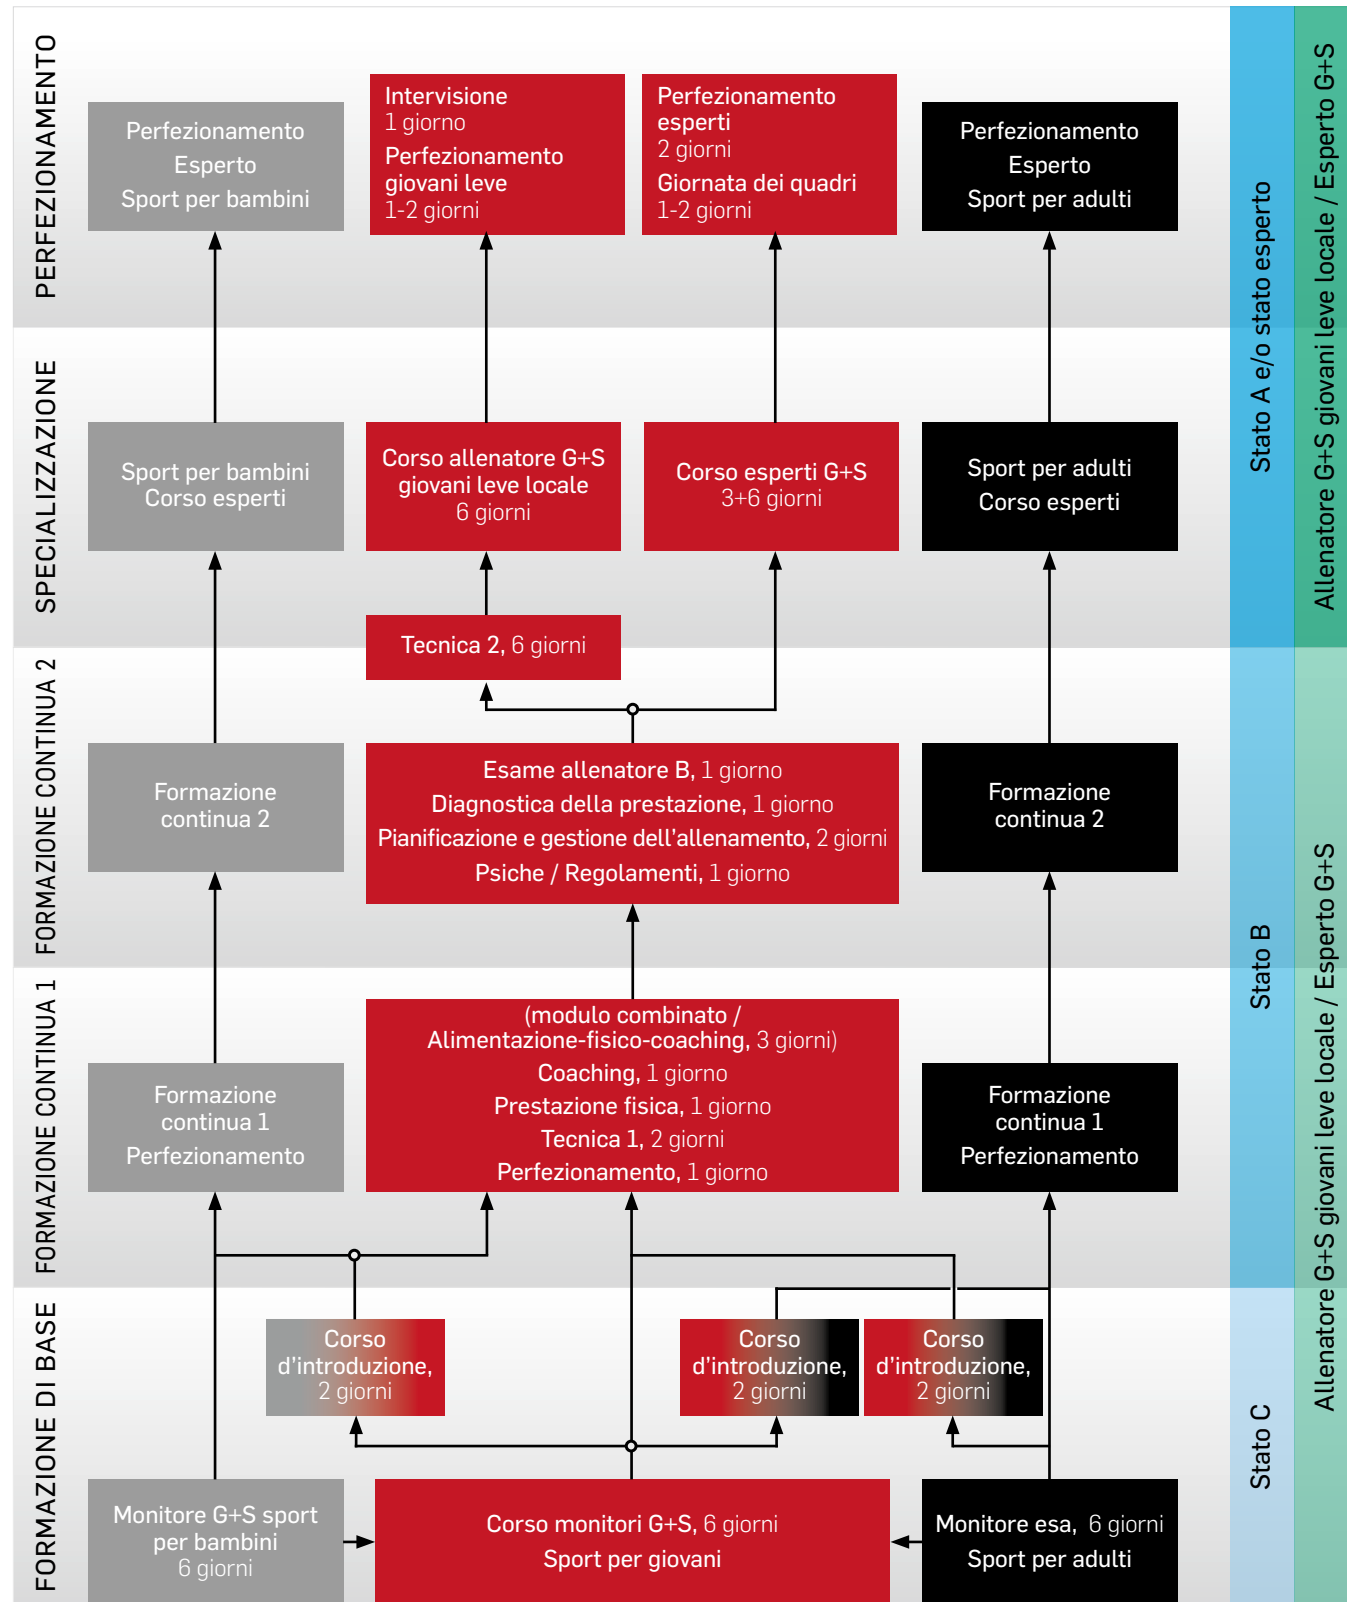 PERFEZIONAMENTO
Perfezionamento
Esperto
Sport per bambini
Intervisione
1 giorno
Perfezionamento
giovani leve
1-2 giorni
Perfezionamento
esperti
2 giorni
Giornata dei quadri
1-2 giorni
Perfezionamento
Esperto
Sport per adulti
SPECIALIZZAZIONE
Sport per bambini
Corso esperti
Corso allenatore G+S
giovani leve locale
6 giorni
Corso esperti G+S
3+6 giorni
Sport per adulti
Corso esperti
Tecnica 2, 6 giorni
FORMAZIONE CONTINUA 2
Formazione
continua 2
Esame allenatore B, 1 giorno
Diagnostica della prestazione, 1 giorno
Pianificazione e gestione dell'allenamento, 2 giorni
Psiche / Regolamenti, 1 giorno
Formazione
continua 2
FORMAZIONE CONTINUA 1
Formazione
continua 1
Perfezionamento
(modulo combinato /
Alimentazione-fisico-coaching, 3 giorni)
Coaching, 1 giorno
Prestazione fisica, 1 giorno
Tecnica 1, 2 giorni
Perfezionamento, 1 giorno
Formazione
continua 1
Perfezionamento
FORMAZIONE DI BASE
Corso
d'introduzione,
2 giorni
Corso
d'introduzione,
2 giorni
Corso
d'introduzione,
2 giorni
Monitore G+S sport
per bambini
6 giorni
Corso monitori G+S, 6 giorni
Sport per giovani
Monitore esa, 6 giorni
Sport per adulti
Stato A e/o stato esperto
Stato B
Stato C
Allenatore G+S giovani leve locale / Esperto G+S
Allenatore G+S giovani leve locale / Esperto G+S